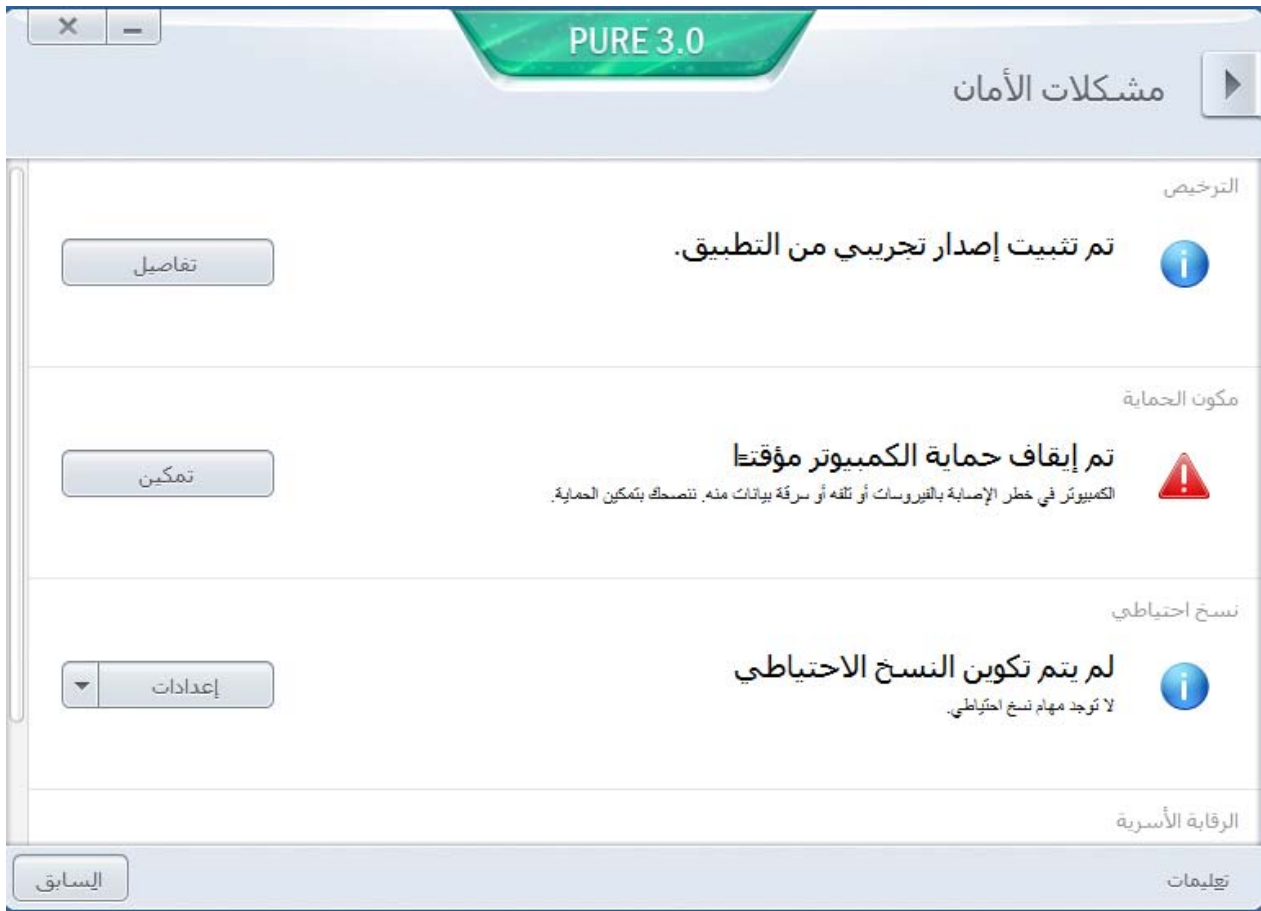 PURE 3.0
مشكلات الأمان
الترخيص
تم تثبيت إصدار تجريبي من التطبيق.
تفاصيل
مكون الحماية
تم إيقاف حماية الكمبيوتر مؤقتًا
الكمبيوتر في خطر الإصابة بالفيروسات أو تلفه أو سرقة بيانات منه. ننصحك بتمكين الحماية.
تمكين
نسخ احتياطي
لم يتم تكوين النسخ الاحتياطي
لا توجد مهام نسخ احتياطي.
إعدادات
الرقابة الأسرية
تعليمات
السابق